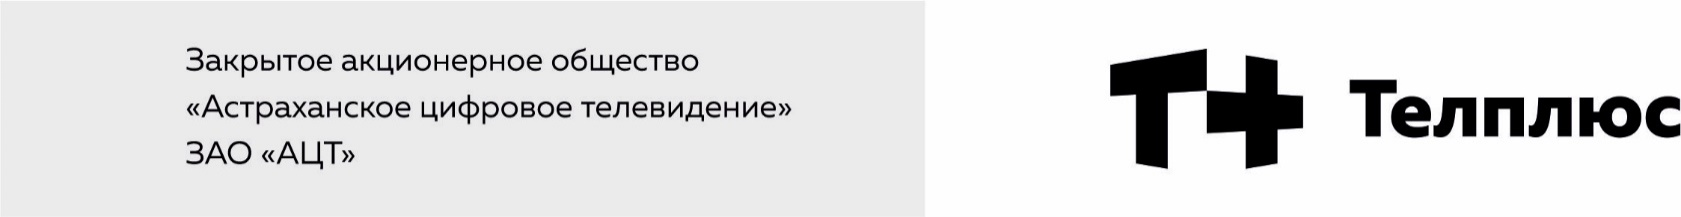 Закрытое акционерное общество
«Астраханское цифровое телевидение»
ЗАО «АЦТ»
Т+ Телплюс